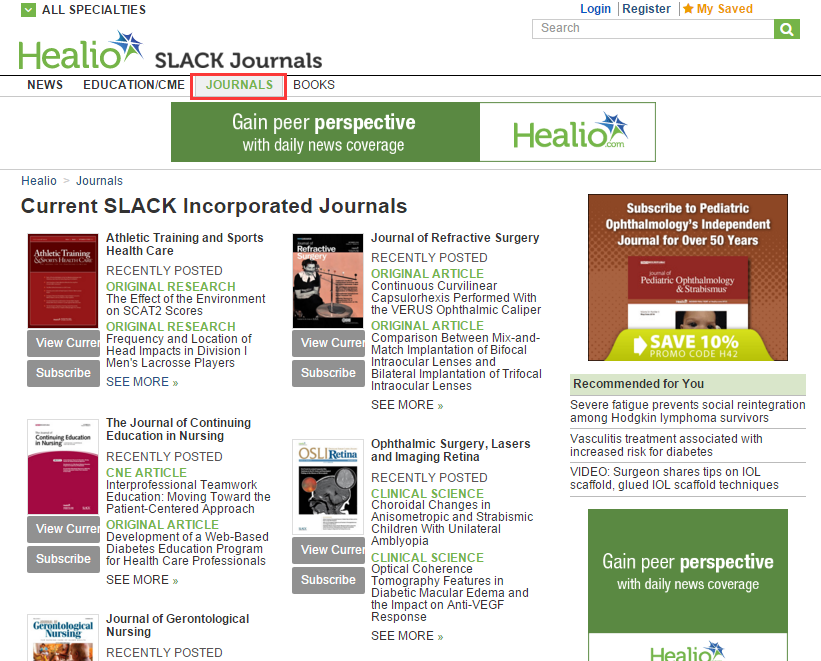 ALL SPECIALTIES
Login | Register | My Saved
Search
Healio SLACK Journals
NEWS EDUCATION/CME JOURNALS BOOKS
Gain peer perspective
with daily news coverage
Healio.com
Healio > Journals
Current SLACK Incorporated Journals
Athletic Training
& SPORTS HEALTH CARE
View Curren
Subscribe
Athletic Training and Sports
Health Care
RECENTLY POSTED
ORIGINAL RESEARCH
The Effect of the Environment
on SCAT2 Scores
ORIGINAL RESEARCH
Frequency and Location of
Head Impacts in Division I
Men's Lacrosse Players
SEE MORE »
Journal of
Refractive
Surgery
View Curren
Subscribe
Journal of Refractive Surgery
RECENTLY POSTED
ORIGINAL ARTICLE
Continuous Curvilinear
Capsulorhexis Performed With
the VERUS Ophthalmic Caliper
ORIGINAL ARTICLE
Comparison Between Mix-and-
Match Implantation of Bifocal
Intraocular Lenses and
Bilateral Implantation of Trifocal
Intraocular Lenses
SEE MORE »
The Journal of
Continuing Education
in Nursing
View Curren
Subscribe
The Journal of Continuing
Education in Nursing
RECENTLY POSTED
CNE ARTICLE
Interprofessional Teamwork
Education: Moving Toward the
Patient-Centered Approach
ORIGINAL ARTICLE
Development of a Web-Based
Diabetes Education Program
for Health Care Professionals
SEE MORE »
OSLI Retina
View Curren
Subscribe
Ophthalmic Surgery, Lasers
and Imaging Retina
RECENTLY POSTED
CLINICAL SCIENCE
Choroidal Changes in
Anisometropic and Strabismic
Children With Unilateral
Amblyopia
CLINICAL SCIENCE
Optical Coherence
Tomography Features in
Diabetic Macular Edema and
the Impact on Anti-VEGF
Response
SEE MORE »
Gerontological
Nursing
Journal of Gerontological
Nursing
RECENTLY POSTED
Subscribe to Pediatric
Ophthalmology's Independent
Journal for Over 50 Years
journal of
Pediatric Ophthalmology
& Strabismus
SAVE 10%
PROMO CODE H42
Recommended for You
Severe fatigue prevents social reintegration
among Hodgkin lymphoma survivors
Vasculitis treatment associated with
increased risk for diabetes
VIDEO: Surgeon shares tips on IOL
scaffold, glued IOL scaffold techniques
Gain peer perspective
with daily news coverage
Healio